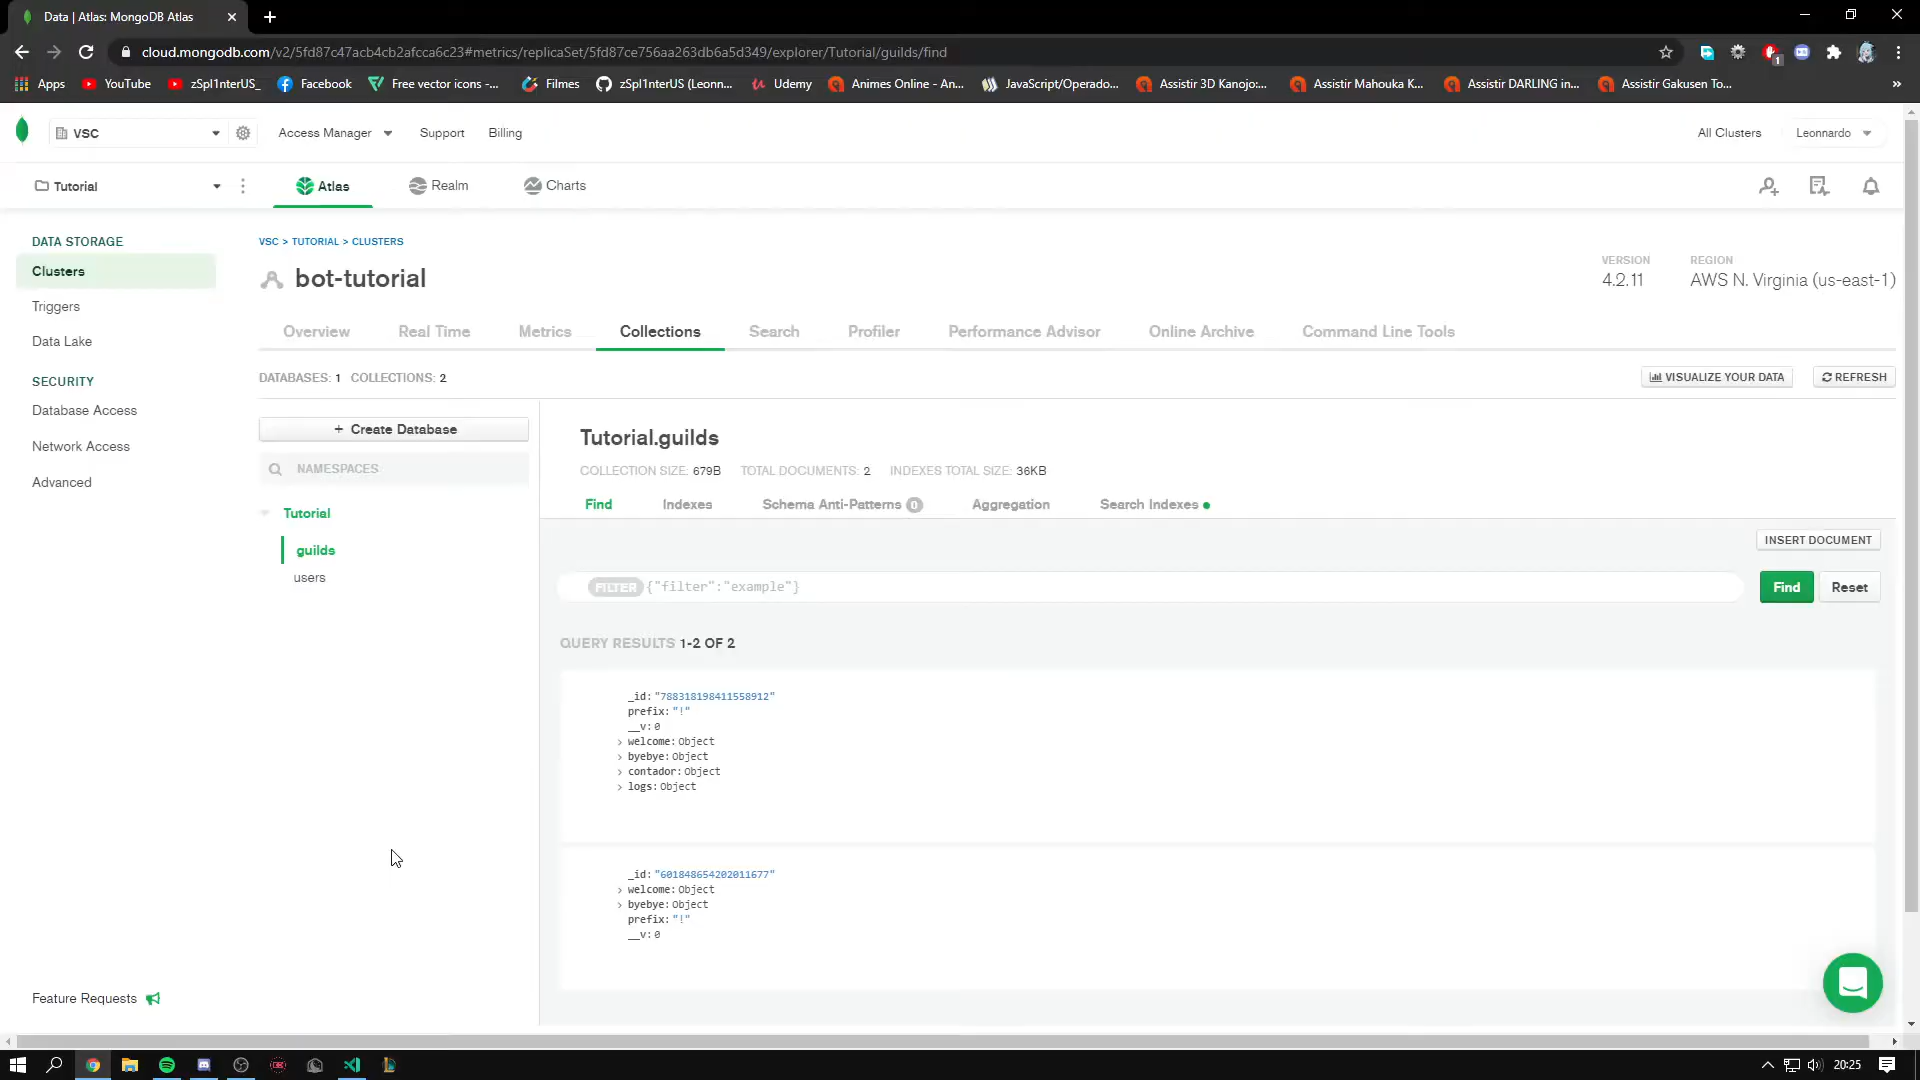 Data | Atlas: MongoDB Atlas
cloud.mongodb.com/v2/5fd87c47acb4cb2afcca6c23#metrics/replicaSet/5fd87ce756aa263db6a5d349/explorer/Tutorial/guilds/find
1
Apps YouTube zSpl1nterUS_ Facebook Free vector icons -... Filmes zSpl1nterUS (Leonn... Udemy Animes Online - An... JavaScript/Operado... Assistir 3D Kanojo:... Assistir Mahouka K... Assistir DARLING in... Assistir Gakusen To... »
VSC Access Manager Support Billing All Clusters Leonnardo
Tutorial Atlas Realm Charts
DATA STORAGE
Clusters
Triggers
Data Lake
SECURITY
Database Access
Network Access
Advanced
Feature Requests
VSC > TUTORIAL > CLUSTERS
bot-tutorial
VERSION
4.2.11
REGION
AWS N. Virginia (us-east-1)
Overview Real Time Metrics Collections Search Profiler Performance Advisor Online Archive Command Line Tools
DATABASES: 1 COLLECTIONS: 2
VISUALIZE YOUR DATA REFRESH
+ Create Database
NAMESPACES
Tutorial
guilds
users
Tutorial.guilds
COLLECTION SIZE: 679B TOTAL DOCUMENTS: 2 INDEXES TOTAL SIZE: 36KB
Find Indexes Schema Anti-Patterns 0 Aggregation Search Indexes
INSERT DOCUMENT
FILTER {"filter":"example"}
Find Reset
QUERY RESULTS 1-2 OF 2
_id: "788318198411558912"
prefix: "!"
__v: 0
> welcome: Object
> byebye: Object
> contador: Object
> logs: Object
_id: "601848654202011677"
> welcome: Object
> byebye: Object
prefix: "!"
__v: 0
20:25